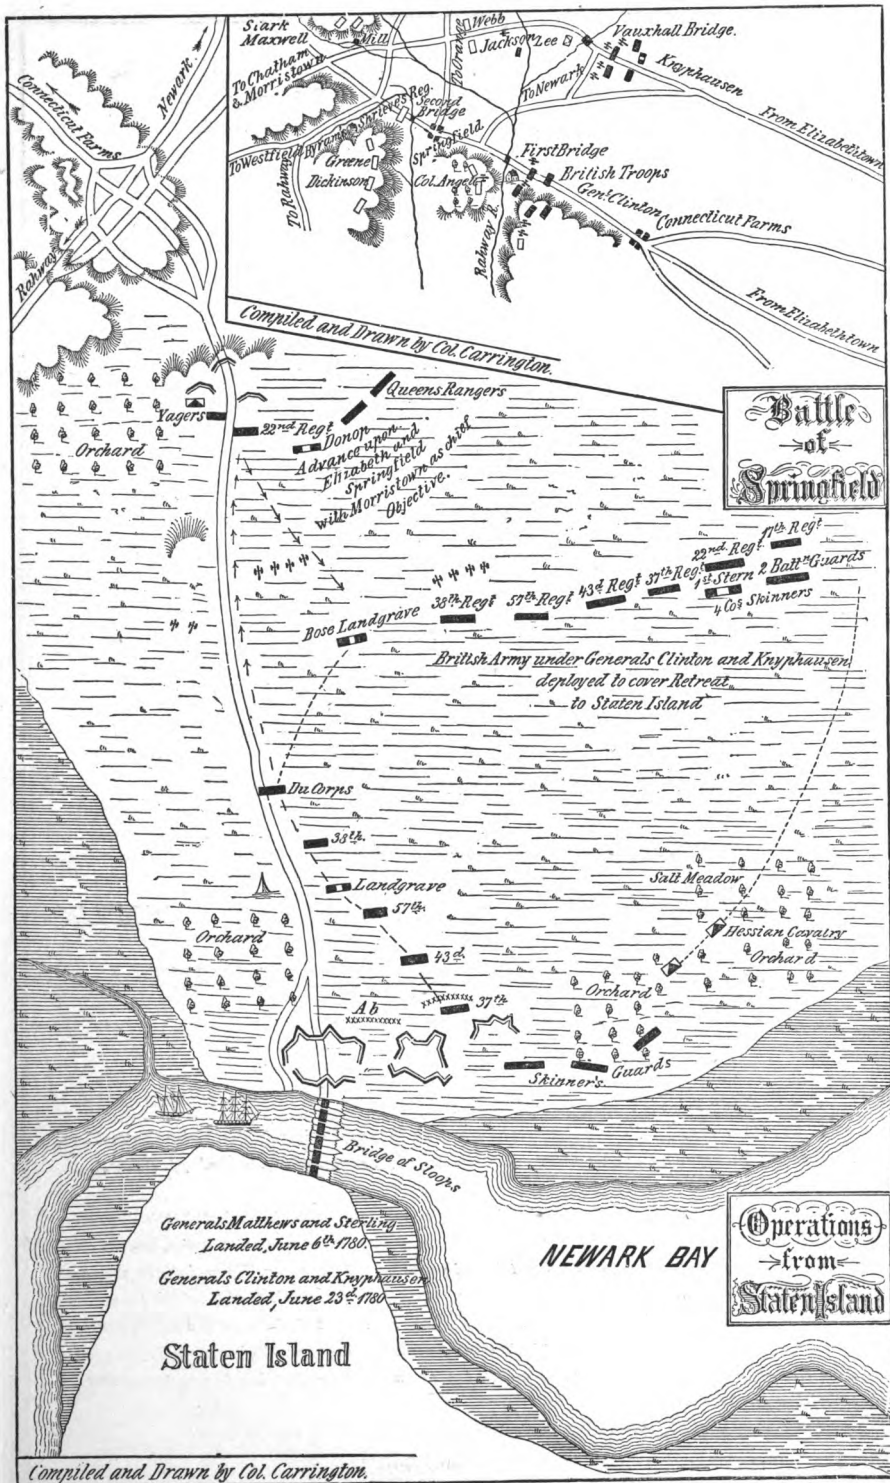 Stark
Maxwell
Mill
Webb
Jackson
Lee
Vauxhall Bridge.
Knyphausen
To Chatham
& Morristown
To Orange
To Newark
From Elizabethtown
To Westfield
Byrams
Shrieve's Reg.
Second
Bridge
Springfield
First Bridge
British Troops
Genl. Clinton
Connecticut Farms
Greene
Dickinson
Col. Angel
To Rahway
Rahway R.
From Elizabethtown
Compiled and Drawn by Col. Carrington.
Connecticut Farms
Newark
Rahway
Battle
of
Springfield
Yagers
Orchard
22nd Regt
Donop
Queens Rangers
Advance upon
Elizabeth and
Springfield
with Morristown as chief
Objective.
Bose Landgrave
38th Regt
57th Regt
43d Regt
37th Regt
22nd Regt
17th Regt
1st Stern
2 Battn Guards
4 Cos Skinners
British Army under Generals Clinton and Knyphausen
deployed to cover Retreat
to Staten Island
Du Corps
38th.
Landgrave
57th.
43d.
37th.
Ab
Salt Meadow
Hessian Cavalry
Orchard
Orchard
Orchard
Guards
Skinner's
Bridge of Sloops
Generals Matthews and Sterling
Landed, June 6th 1780.
Generals Clinton and Knyphausen
Landed, June 23d 1780
Staten Island
NEWARK BAY
Operations
from
Staten Island
Compiled and Drawn by Col. Carrington.